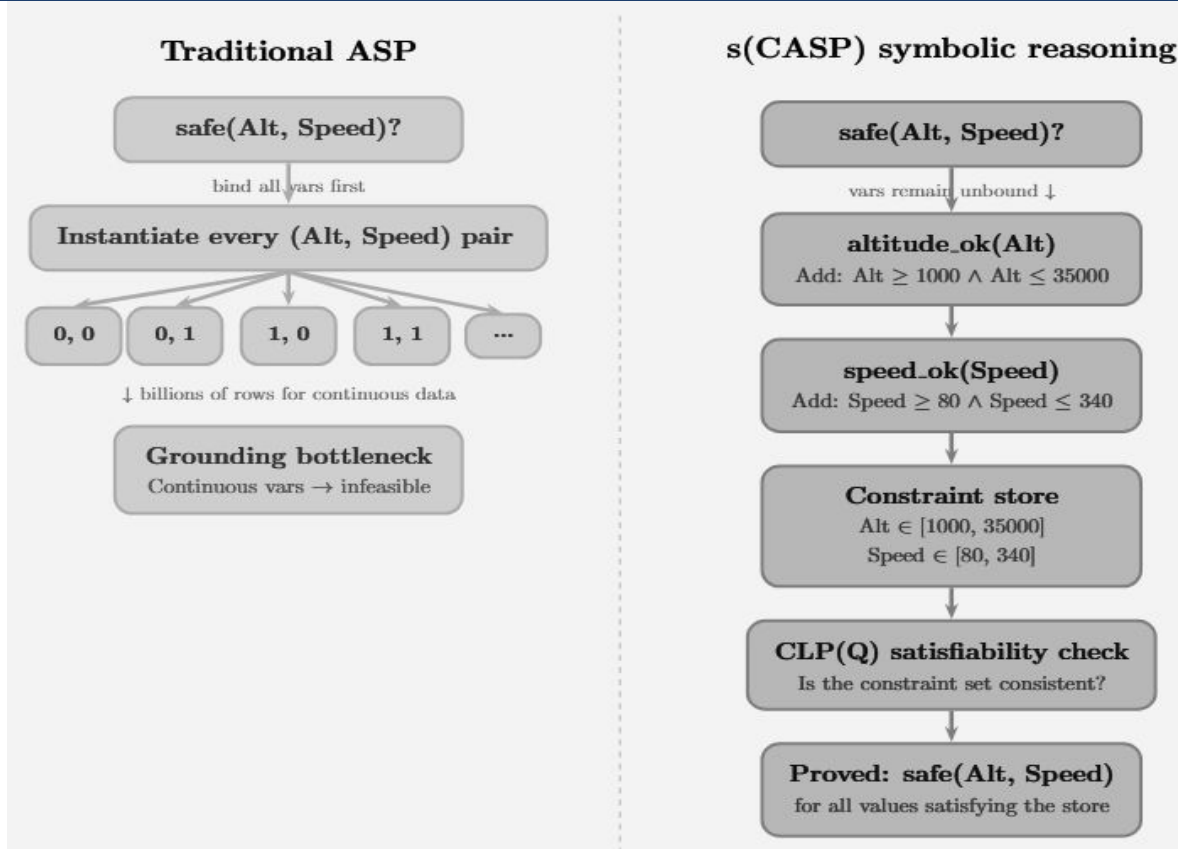 Traditional ASP
safe(Alt, Speed)?
bind all vars first
Instantiate every (Alt, Speed) pair
0, 0
0, 1
1, 0
1, 1
...
↓ billions of rows for continuous data
Grounding bottleneck
Continuous vars → infeasible
s(CASP) symbolic reasoning
safe(Alt, Speed)?
vars remain unbound ↓
altitude_ok(Alt)
Add: Alt ≥ 1000 ∧ Alt ≤ 35000
speed_ok(Speed)
Add: Speed ≥ 80 ∧ Speed ≤ 340
Constraint store
Alt ∈ [1000, 35000]
Speed ∈ [80, 340]
CLP(Q) satisfiability check
Is the constraint set consistent?
Proved: safe(Alt, Speed)
for all values satisfying the store